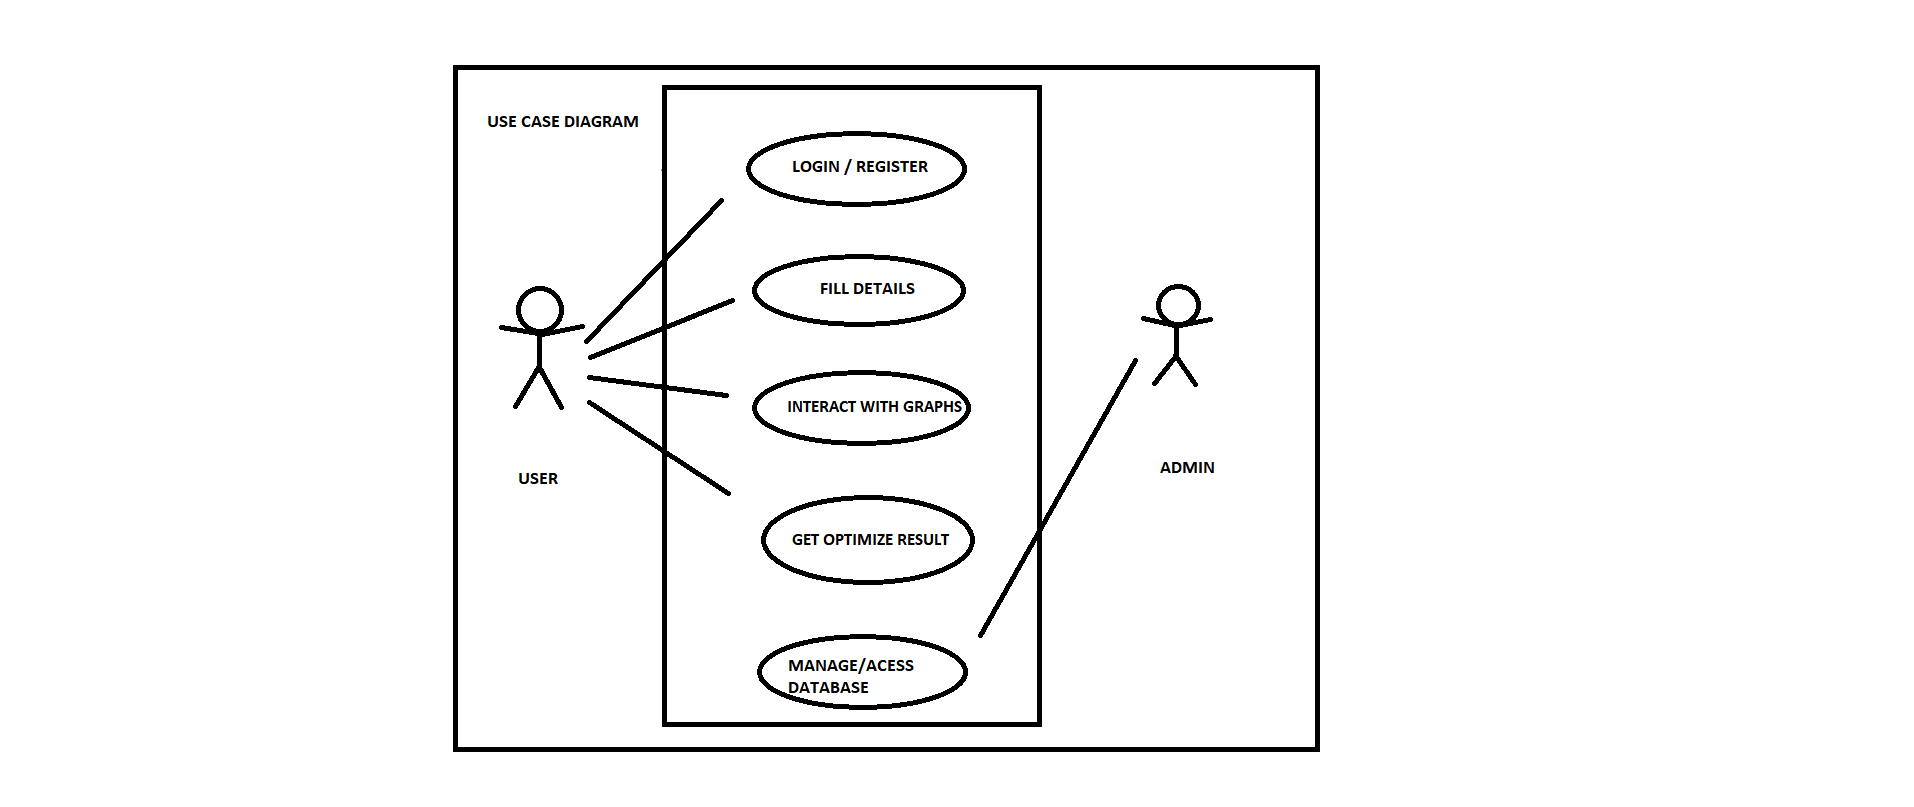 USE CASE DIAGRAM
LOGIN / REGISTER
FILL DETAILS
INTERACT WITH GRAPHS
USER
ADMIN
GET OPTIMIZE RESULT
MANAGE/ACESS
DATABASE